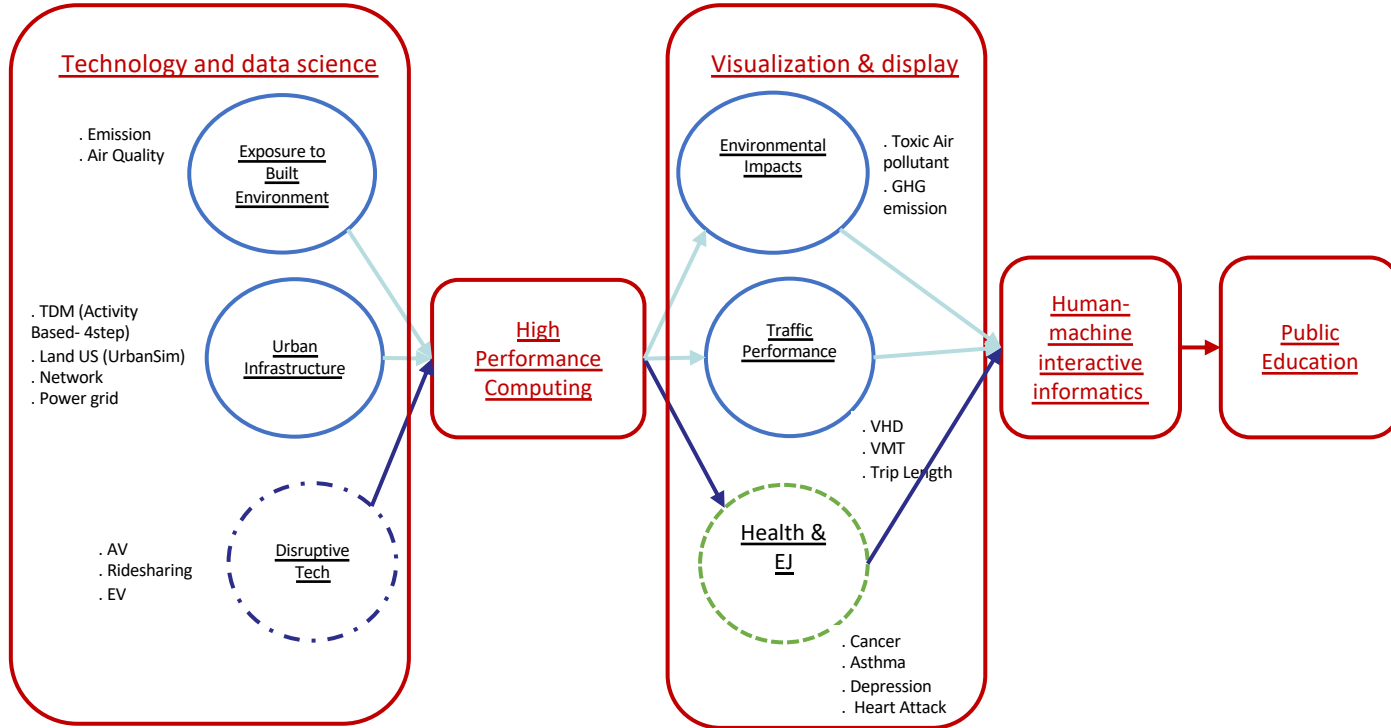 Technology and data science
. Emission
. Air Quality
Exposure to
Built
Environment
. TDM (Activity
Based- 4step)
. Land US (UrbanSim)
. Network
. Power grid
Urban
Infrastructure
. AV
. Ridesharing
. EV
Disruptive
Tech
High
Performance
Computing
Visualization & display
Environmental
Impacts
. Toxic Air
pollutant
. GHG
emission
Traffic
Performance
. VHD
. VMT
. Trip Length
Health &
EJ
. Cancer
. Asthma
. Depression
. Heart Attack
Human-
machine
interactive
informatics
Public
Education